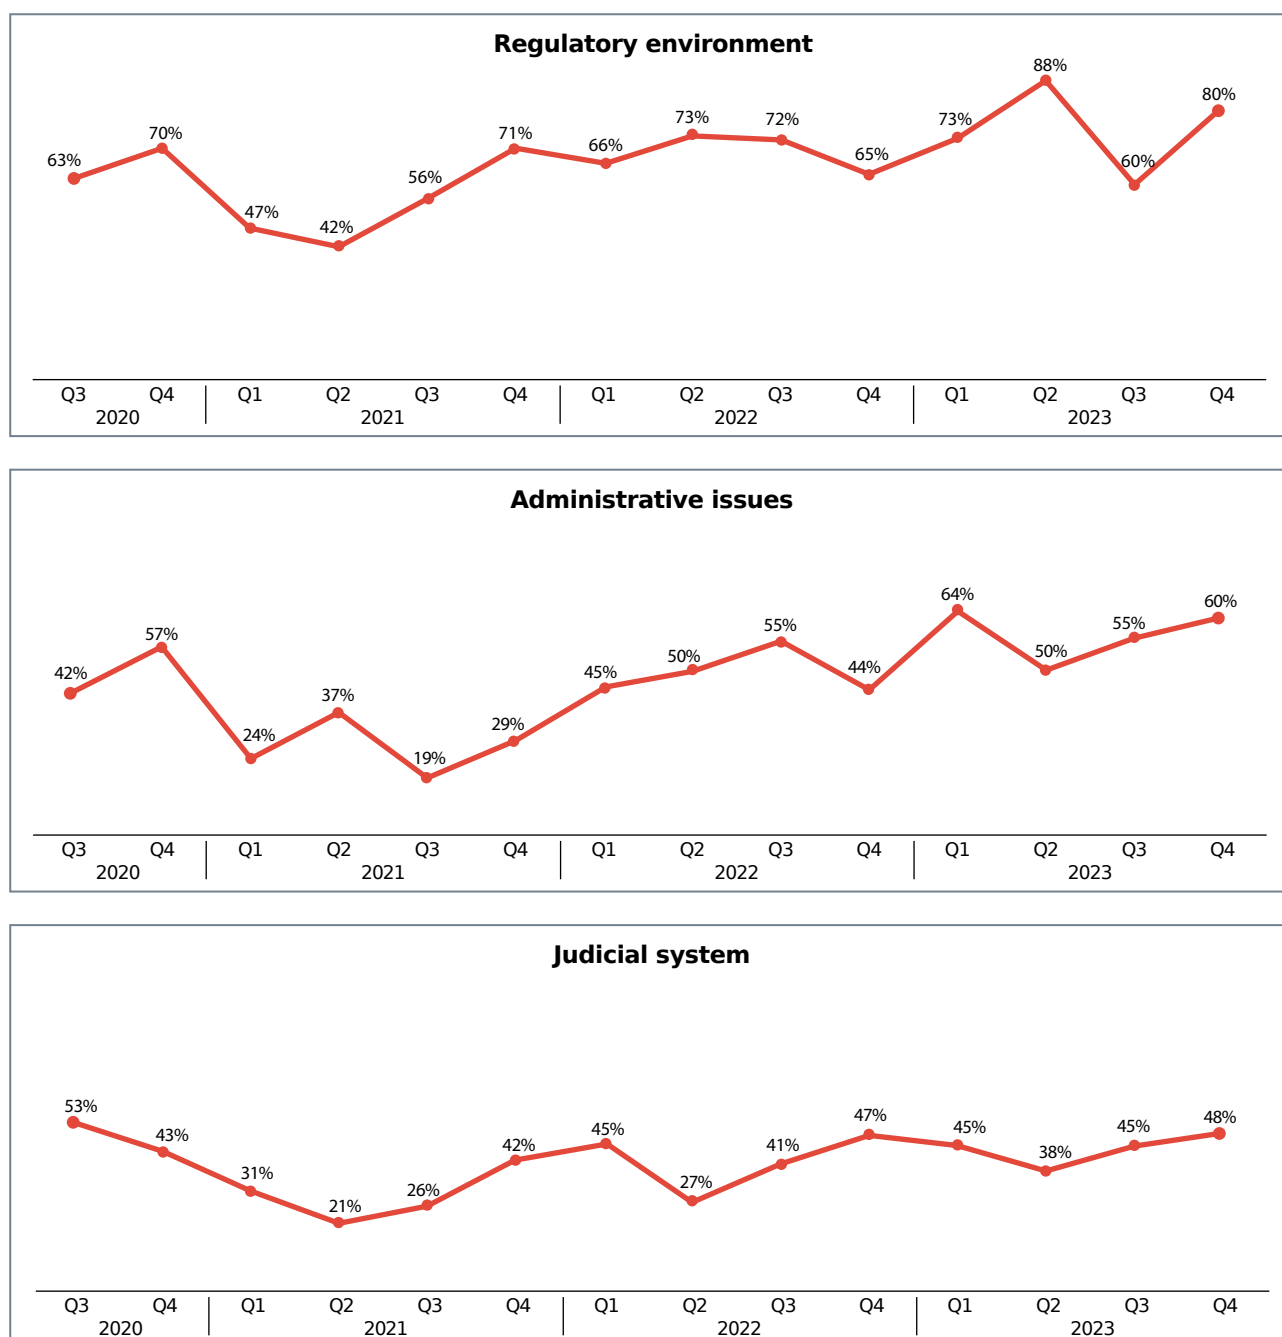 Regulatory environment
63% 70% 47% 42% 56% 71% 66% 73% 72% 65% 73% 88% 60% 80%
Q3 Q4 Q1 Q2 Q3 Q4 Q1 Q2 Q3 Q4 Q1 Q2 Q3 Q4
2020 2021 2022 2023
Administrative issues
42% 57% 24% 37% 19% 29% 45% 50% 55% 44% 64% 50% 55% 60%
Q3 Q4 Q1 Q2 Q3 Q4 Q1 Q2 Q3 Q4 Q1 Q2 Q3 Q4
2020 2021 2022 2023
Judicial system
53% 43% 31% 21% 26% 42% 45% 27% 41% 47% 45% 38% 45% 48%
Q3 Q4 Q1 Q2 Q3 Q4 Q1 Q2 Q3 Q4 Q1 Q2 Q3 Q4
2020 2021 2022 2023